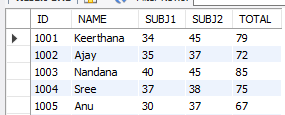 ID NAME SUBJ1 SUBJ2 TOTAL
1001 Keerthana 34 45 79
1002 Ajay 35 37 72
1003 Nandana 40 45 85
1004 Sree 37 38 75
1005 Anu 30 37 67